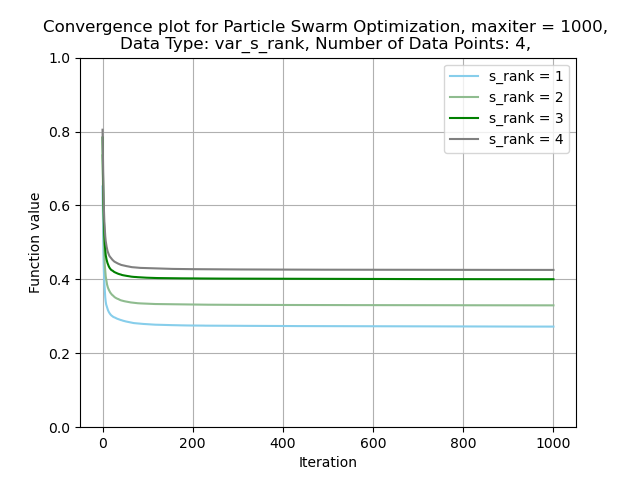 Convergence plot for Particle Swarm Optimization, maxiter = 1000,
Data Type: var_s_rank, Number of Data Points: 4,
1.0
0.8
0.6
0.4
0.2
0.0
Function value
s_rank = 1
s_rank = 2
s_rank = 3
s_rank = 4
0 200 400 600 800 1000
Iteration